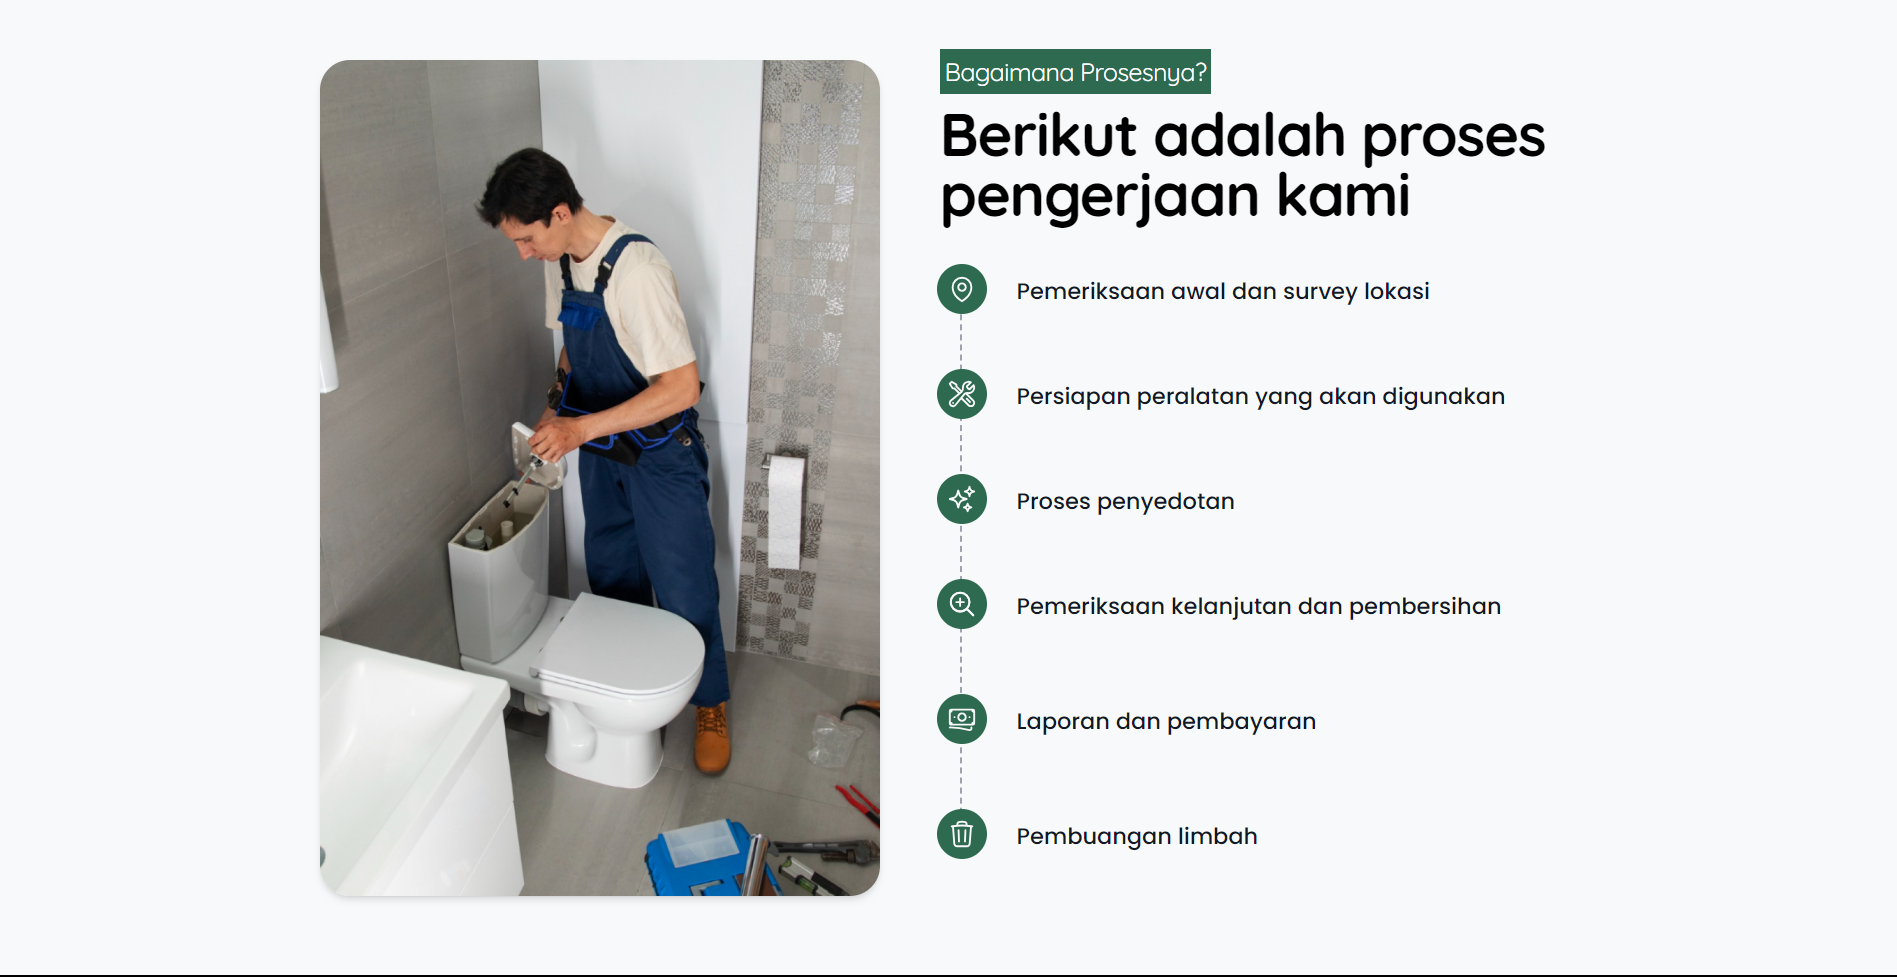 Bagaimana Prosesnya?
Berikut adalah proses
pengerjaan kami
Pemeriksaan awal dan survey lokasi
Persiapan peralatan yang akan digunakan
Proses penyedotan
Pemeriksaan kelanjutan dan pembersihan
Laporan dan pembayaran
Pembuangan limbah